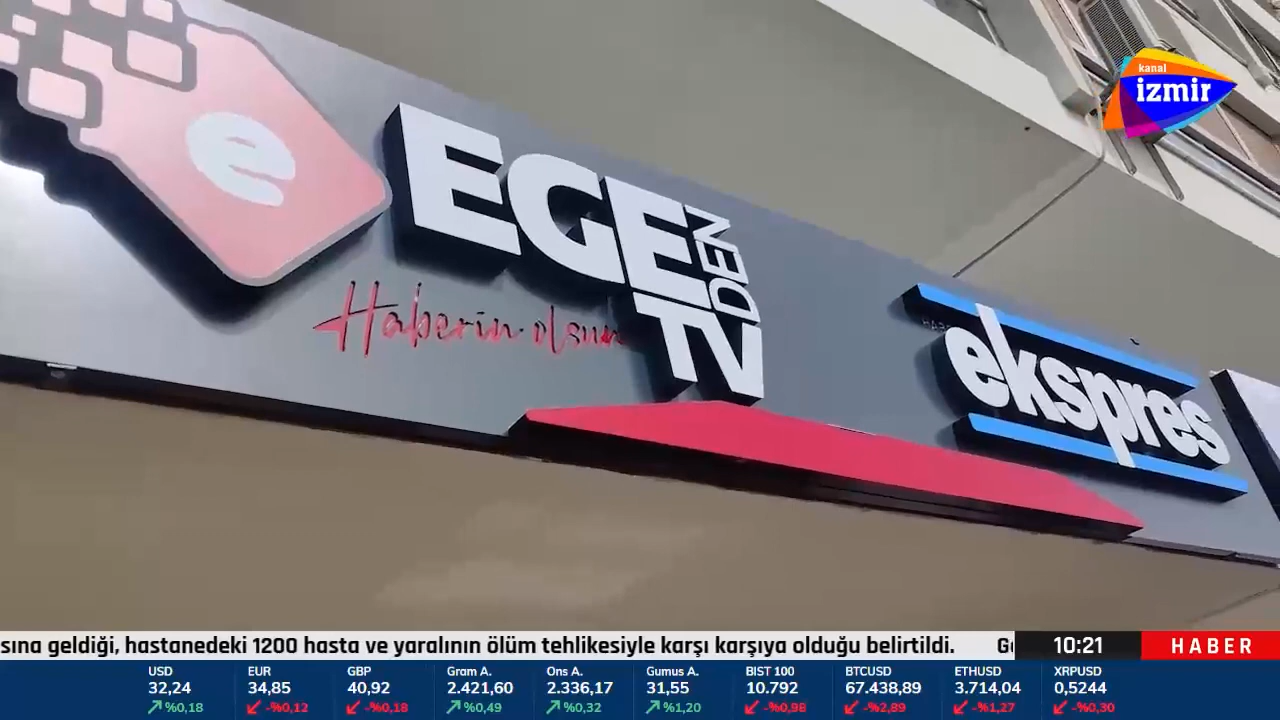 kanal
izmir
e
EGE
DEN
TV
Haberin olsun
ekspres
sına geldiği, hastanedeki 1200 hasta ve yaralının ölüm tehlikesiyle karşı karşıya olduğu belirtildi.
10:21
HABER
USD EUR GBP Gram A. Ons A. Gumus A. BIST 100 BTCUSD ETHUSD XRPUSD
32,24 34,85 40,92 2.421,60 2.336,17 31,55 10.792 67.438,89 3.714,04 0,5244
%0,18 -%0,12 -%0,18 %0,49 %0,32 %1,20 -%0,98 -%2,89 -%1,27 -%0,30